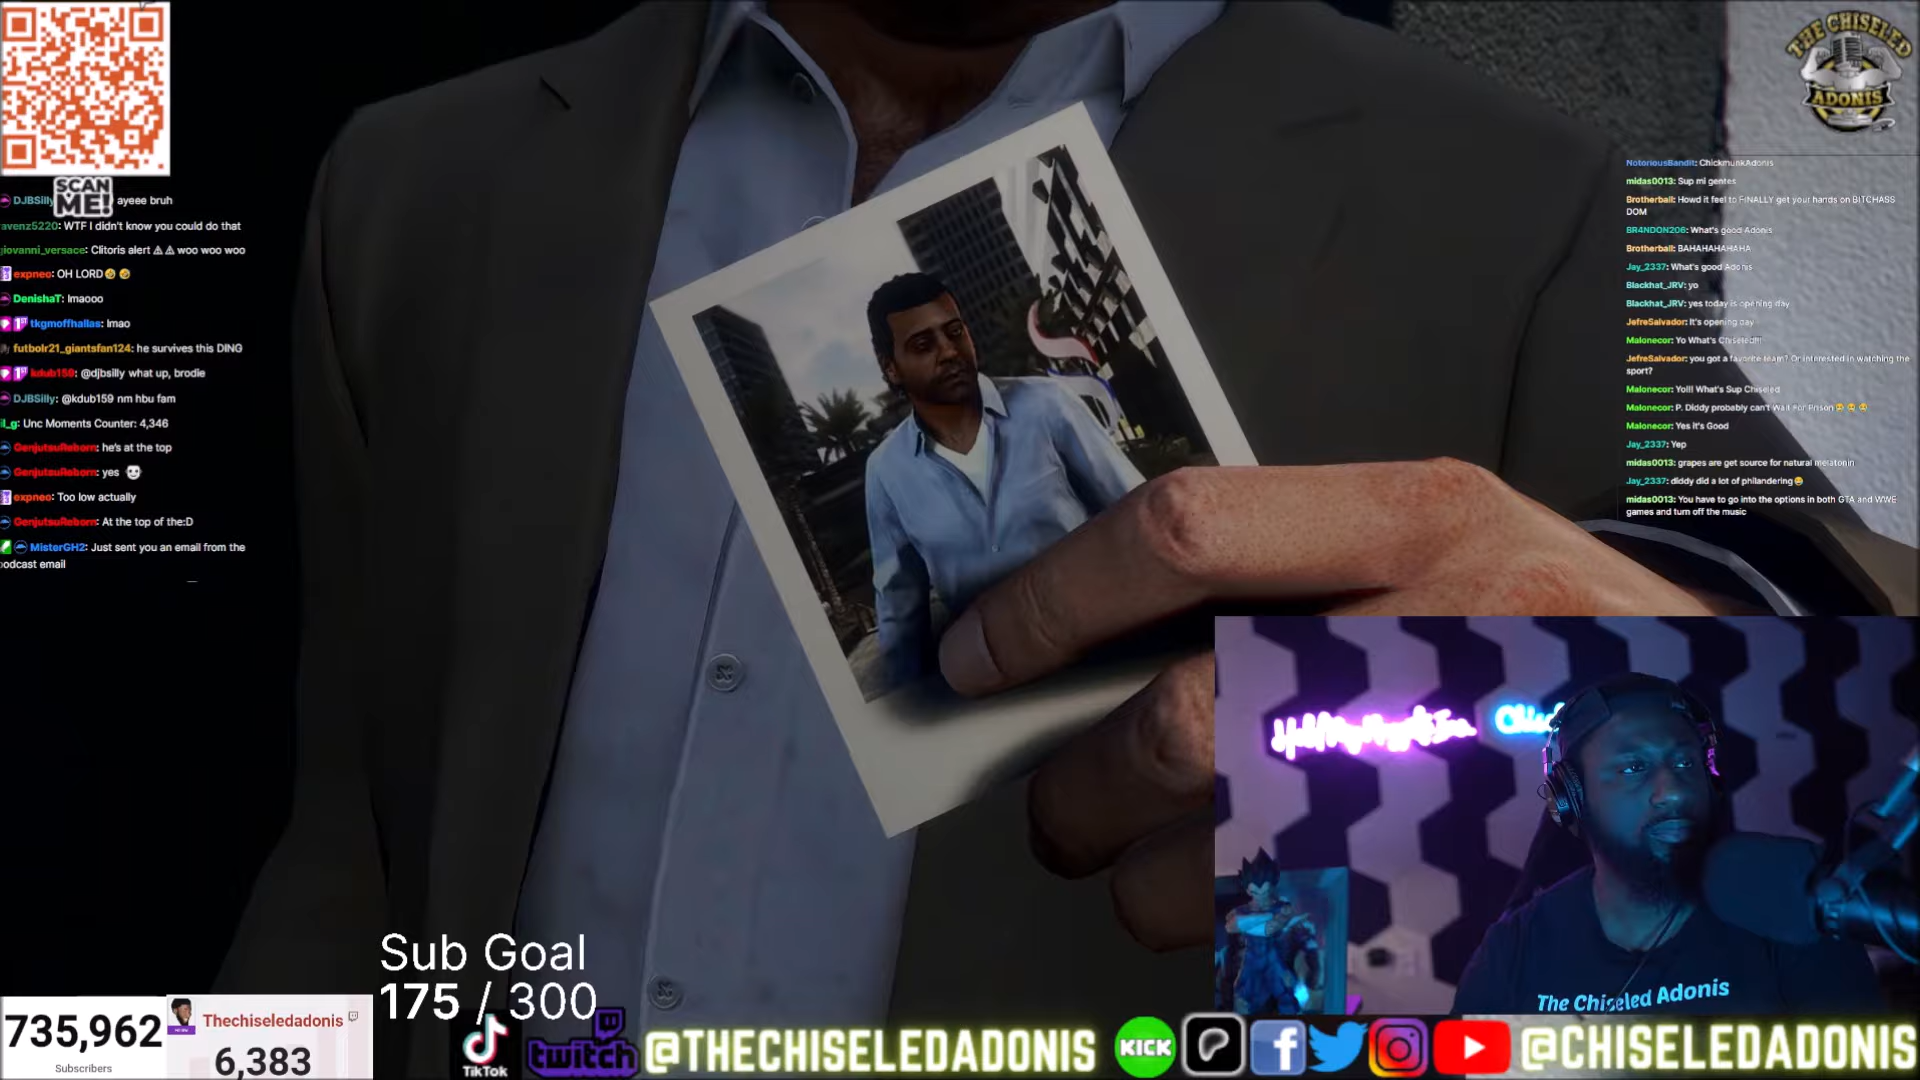 SCAN
ME!
DJBSilly
ayeee bruh
avenz5220: WTF I didn't know you could do that
iovanni_versace: Clitoris alert ⚠⚠ woo woo woo
expneo: OH LORD🤣🤣
DenishaT: lmaooo
tkgmoffhallas: lmao
futbolr21_giantsfan124: he survives this DING
kdub159: @djbsilly what up, brodie
DJBSilly: @kdub159 nm hbu fam
il_g: Unc Moments Counter: 4,346
GenjutsuReborn: he's at the top
GenjutsuReborn: yes
expneo: Too low actually
GenjutsuReborn: At the top of the:D
MisterGH2: Just sent you an email from the
odcast email
THE CHISELED
ADONIS
NotoriousBandit: ChickmunkAdonis
midas0013: Sup mi gentes
Brotherball: Howd it feel to FINALLY get your hands on BITCHASS
DOM
BR4NDON206: What's good Adonis
Brotherball: BAHAHAHAHAHA
Jay_2337: What's good Adonis
Blackhat_JRV: yo
Blackhat_JRV: yes today is opening day
JefreSalvador: It's opening day
Malonecor: Yo What's Chiseled!!!
JefreSalvador: you got a favorite team? Or interested in watching the
sport?
Malonecor: Yo!!! What's Sup Chiseled
Malonecor: P. Diddy probably can't Wait For Prison
Malonecor: Yes It's Good
Jay_2337: Yep
midas0013: grapes are get source for natural melatonin
Jay_2337: diddy did a lot of philandering
midas0013: You have to go into the options in both GTA and WWE
games and turn off the music
The Chiseled Adonis
Sub Goal
175 / 300
735,962
Subscribers
Thechiseledadonis
6,383
TikTok
twitch
@THECHISELEDADONIS
KICK
@CHISELEDADONIS